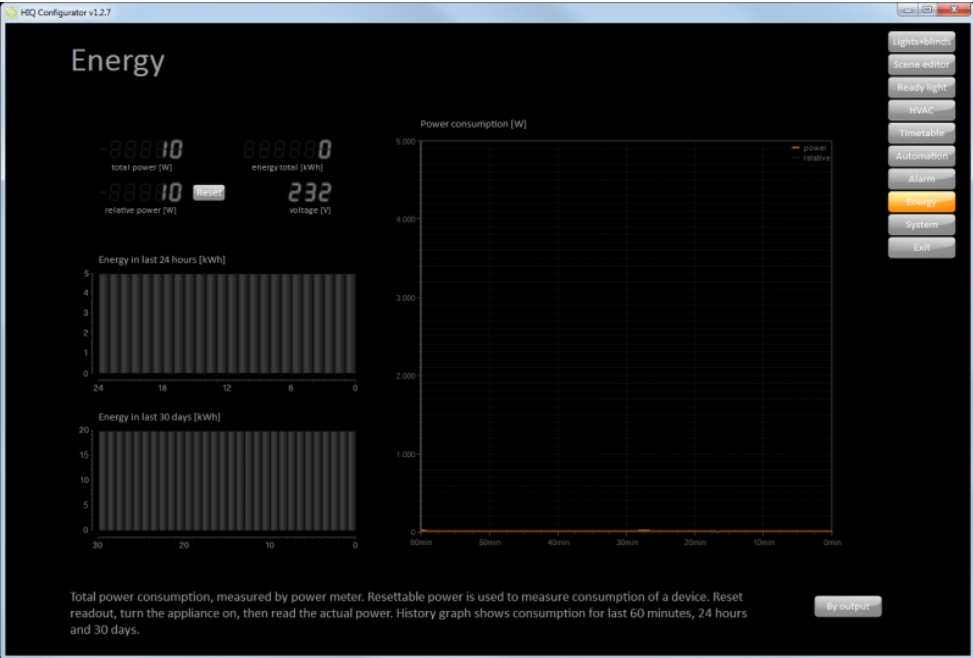 HIQ Configurator v1.2.7
Energy
Lights+blinds
Scene editor
Ready light
HVAC
Timetable
Automation
Alarm
Energy
System
Exit
10
total power [W]
0
energy total [kWh]
10
Reset
relative power [W]
232
voltage [V]
Energy in last 24 hours [kWh]
5
4
3
2
1
0
24 18 12 6 0
Energy in last 30 days [kWh]
20
15
10
5
0
30 20 10 0
Power consumption [W]
power
relative
5.000
4.000
3.000
2.000
1.000
0
60min 50min 40min 30min 20min 10min 0min
Total power consumption, measured by power meter. Resettable power is used to measure consumption of a device. Reset
readout, turn the appliance on, then read the actual power. History graph shows consumption for last 60 minutes, 24 hours
and 30 days.
By output